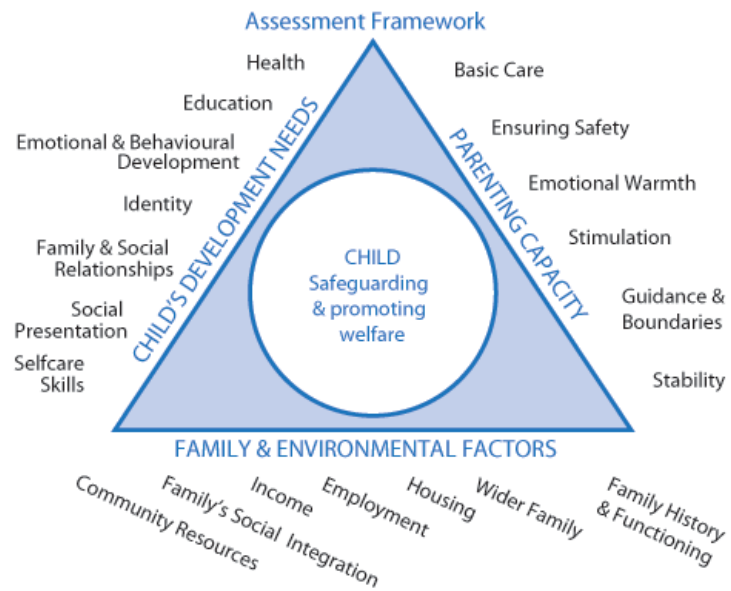 Assessment Framework
Health
Education
Emotional & Behavioural
Development
Identity
Family & Social
Relationships
Social
Presentation
Selfcare
Skills
CHILD'S DEVELOPMENT NEEDS
CHILD
Safeguarding
& promoting
welfare
PARENTING CAPACITY
Basic Care
Ensuring Safety
Emotional Warmth
Stimulation
Guidance &
Boundaries
Stability
FAMILY & ENVIRONMENTAL FACTORS
Community Resources
Family's Social Integration
Income
Employment
Housing
Wider Family
Family History
& Functioning